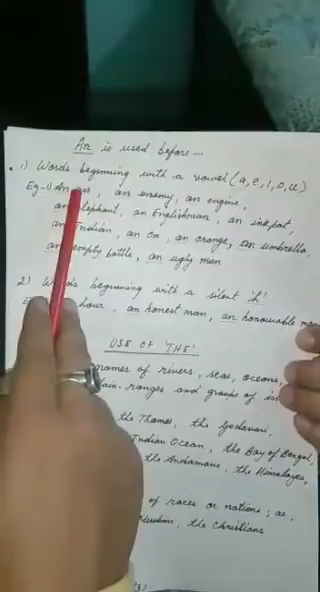 An is used before —
1) Words beginning with a vowel (a, e, i, o, u)
Eg-1) An ass, an enemy, an engine,
an elephant, an Englishman, an inkpot,
an Indian, an Ox, an orange, an umbrella,
an empty bottle, an ugly man
2) Words beginning with a silent 'h'.
hour, an honest man, an honourable man
USE OF 'THE'
names of rivers, seas, oceans,
ranges and groups of is
the Thames, the Godavari,
Indian Ocean, the Bay of Bengal,
the Andamans, the Himalayas,
of races or nations; as,
the Christians